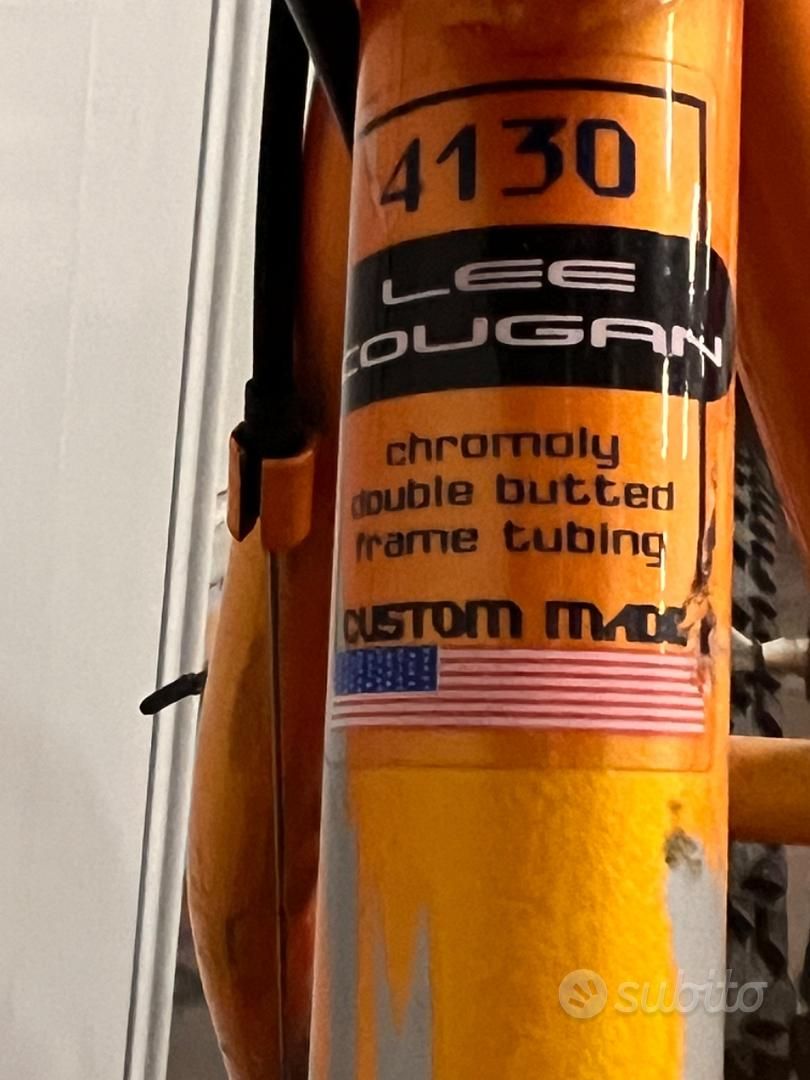 4130
LEE
COUGAN
chromoly
double butted
frame tubing
CUSTOM MADE
subito